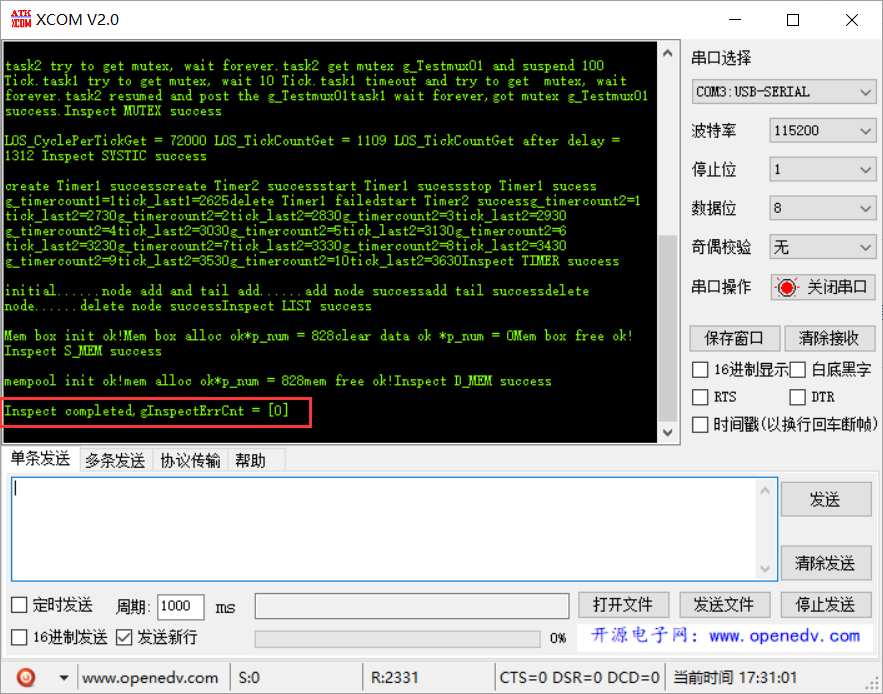 ATK
XCOM
XCOM V2.0
task2 try to get mutex, wait forever.task2 get mutex g_Testmux01 and suspend 100
Tick.task1 try to get mutex, wait 10 Tick.task1 timeout and try to get  mutex, wait
forever.task2 resumed and post the g_Testmux01task1 wait forever,got mutex g_Testmux01
success.Inspect MUTEX success
LOS_CyclePerTickGet = 72000 LOS_TickCountGet = 1109 LOS_TickCountGet after delay =
1312 Inspect SYSTIC success
create Timer1 successcreate Timer2 successstart Timer1 sucessstop Timer1 sucess
g_timercount1=1tick_last1=2625delete Timer1 failedstart Timer2 successg_timercount2=1
tick_last2=2730g_timercount2=2tick_last2=2830g_timercount2=3tick_last2=2930
g_timercount2=4tick_last2=3030g_timercount2=5tick_last2=3130g_timercount2=6
tick_last2=3230g_timercount2=7tick_last2=3330g_timercount2=8tick_last2=3430
g_timercount2=9tick_last2=3530g_timercount2=10tick_last2=3630Inspect TIMER success
initial......node add and tail add......add node successadd tail successdelete
node......delete node successInspect LIST success
Mem box init ok!Mem box alloc ok*p_num = 828clear data ok *p_num = 0Mem box free ok!
Inspect S_MEM success
mempool init ok!mem alloc ok*p_num = 828mem free ok!Inspect D_MEM success
Inspect completed,gInspectErrCnt = [0]
串口选择
COM3:USB-SERIAL
波特率 115200
停止位 1
数据位 8
奇偶校验 无
串口操作 关闭串口
保存窗口 清除接收
16进制显示 白底黑字
RTS DTR
时间戳(以换行回车断帧)
单条发送 多条发送 协议传输 帮助
发送
清除发送
定时发送 周期: 1000 ms 打开文件 发送文件 停止发送
16进制发送 发送新行 0% 开源电子网: www.openedv.com
www.openedv.com S:0 R:2331 CTS=0 DSR=0 DCD=0 当前时间 17:31:01